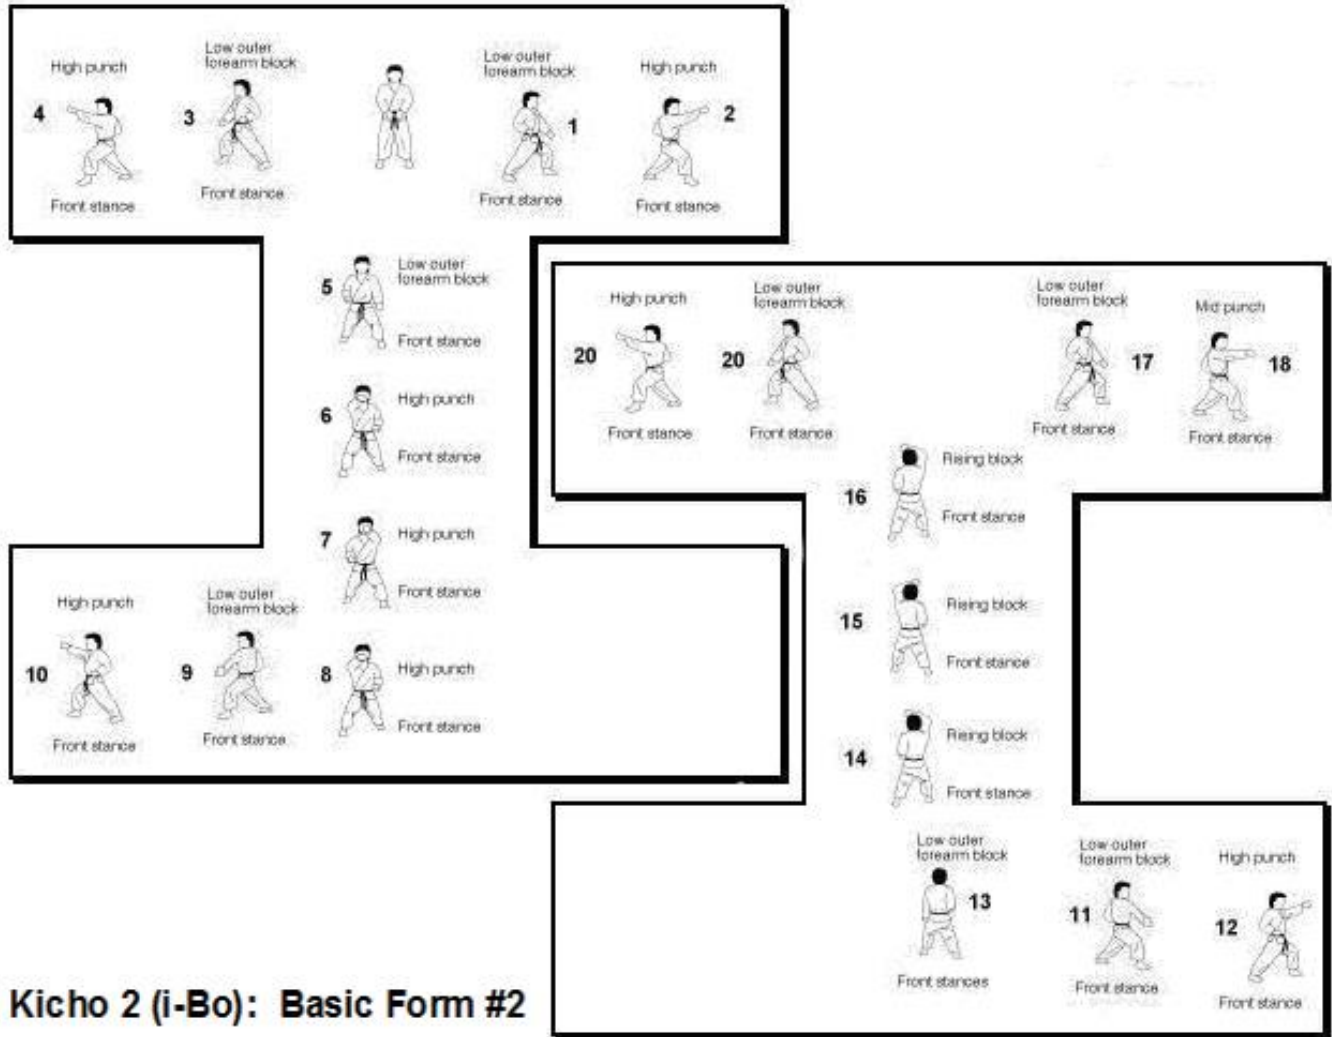 High punch
4
Front stance
Low outer
forearm block
3
Front stance
Low outer
forearm block
1
Front stance
High punch
2
Front stance
5
Low outer
forearm block
Front stance
6
High punch
Front stance
7
High punch
Front stance
8
High punch
Front stance
Low outer
forearm block
9
Front stance
High punch
10
Front stance
High punch
20
Front stance
Low outer
forearm block
20
Front stance
Low outer
forearm block
17
Front stance
Mid punch
18
Front stance
16
Rising block
Front stance
15
Rising block
Front stance
14
Rising block
Front stance
Low outer
forearm block
13
Front stances
Low outer
forearm block
11
Front stance
High punch
12
Front stance
Kicho 2 (i-Bo): Basic Form #2